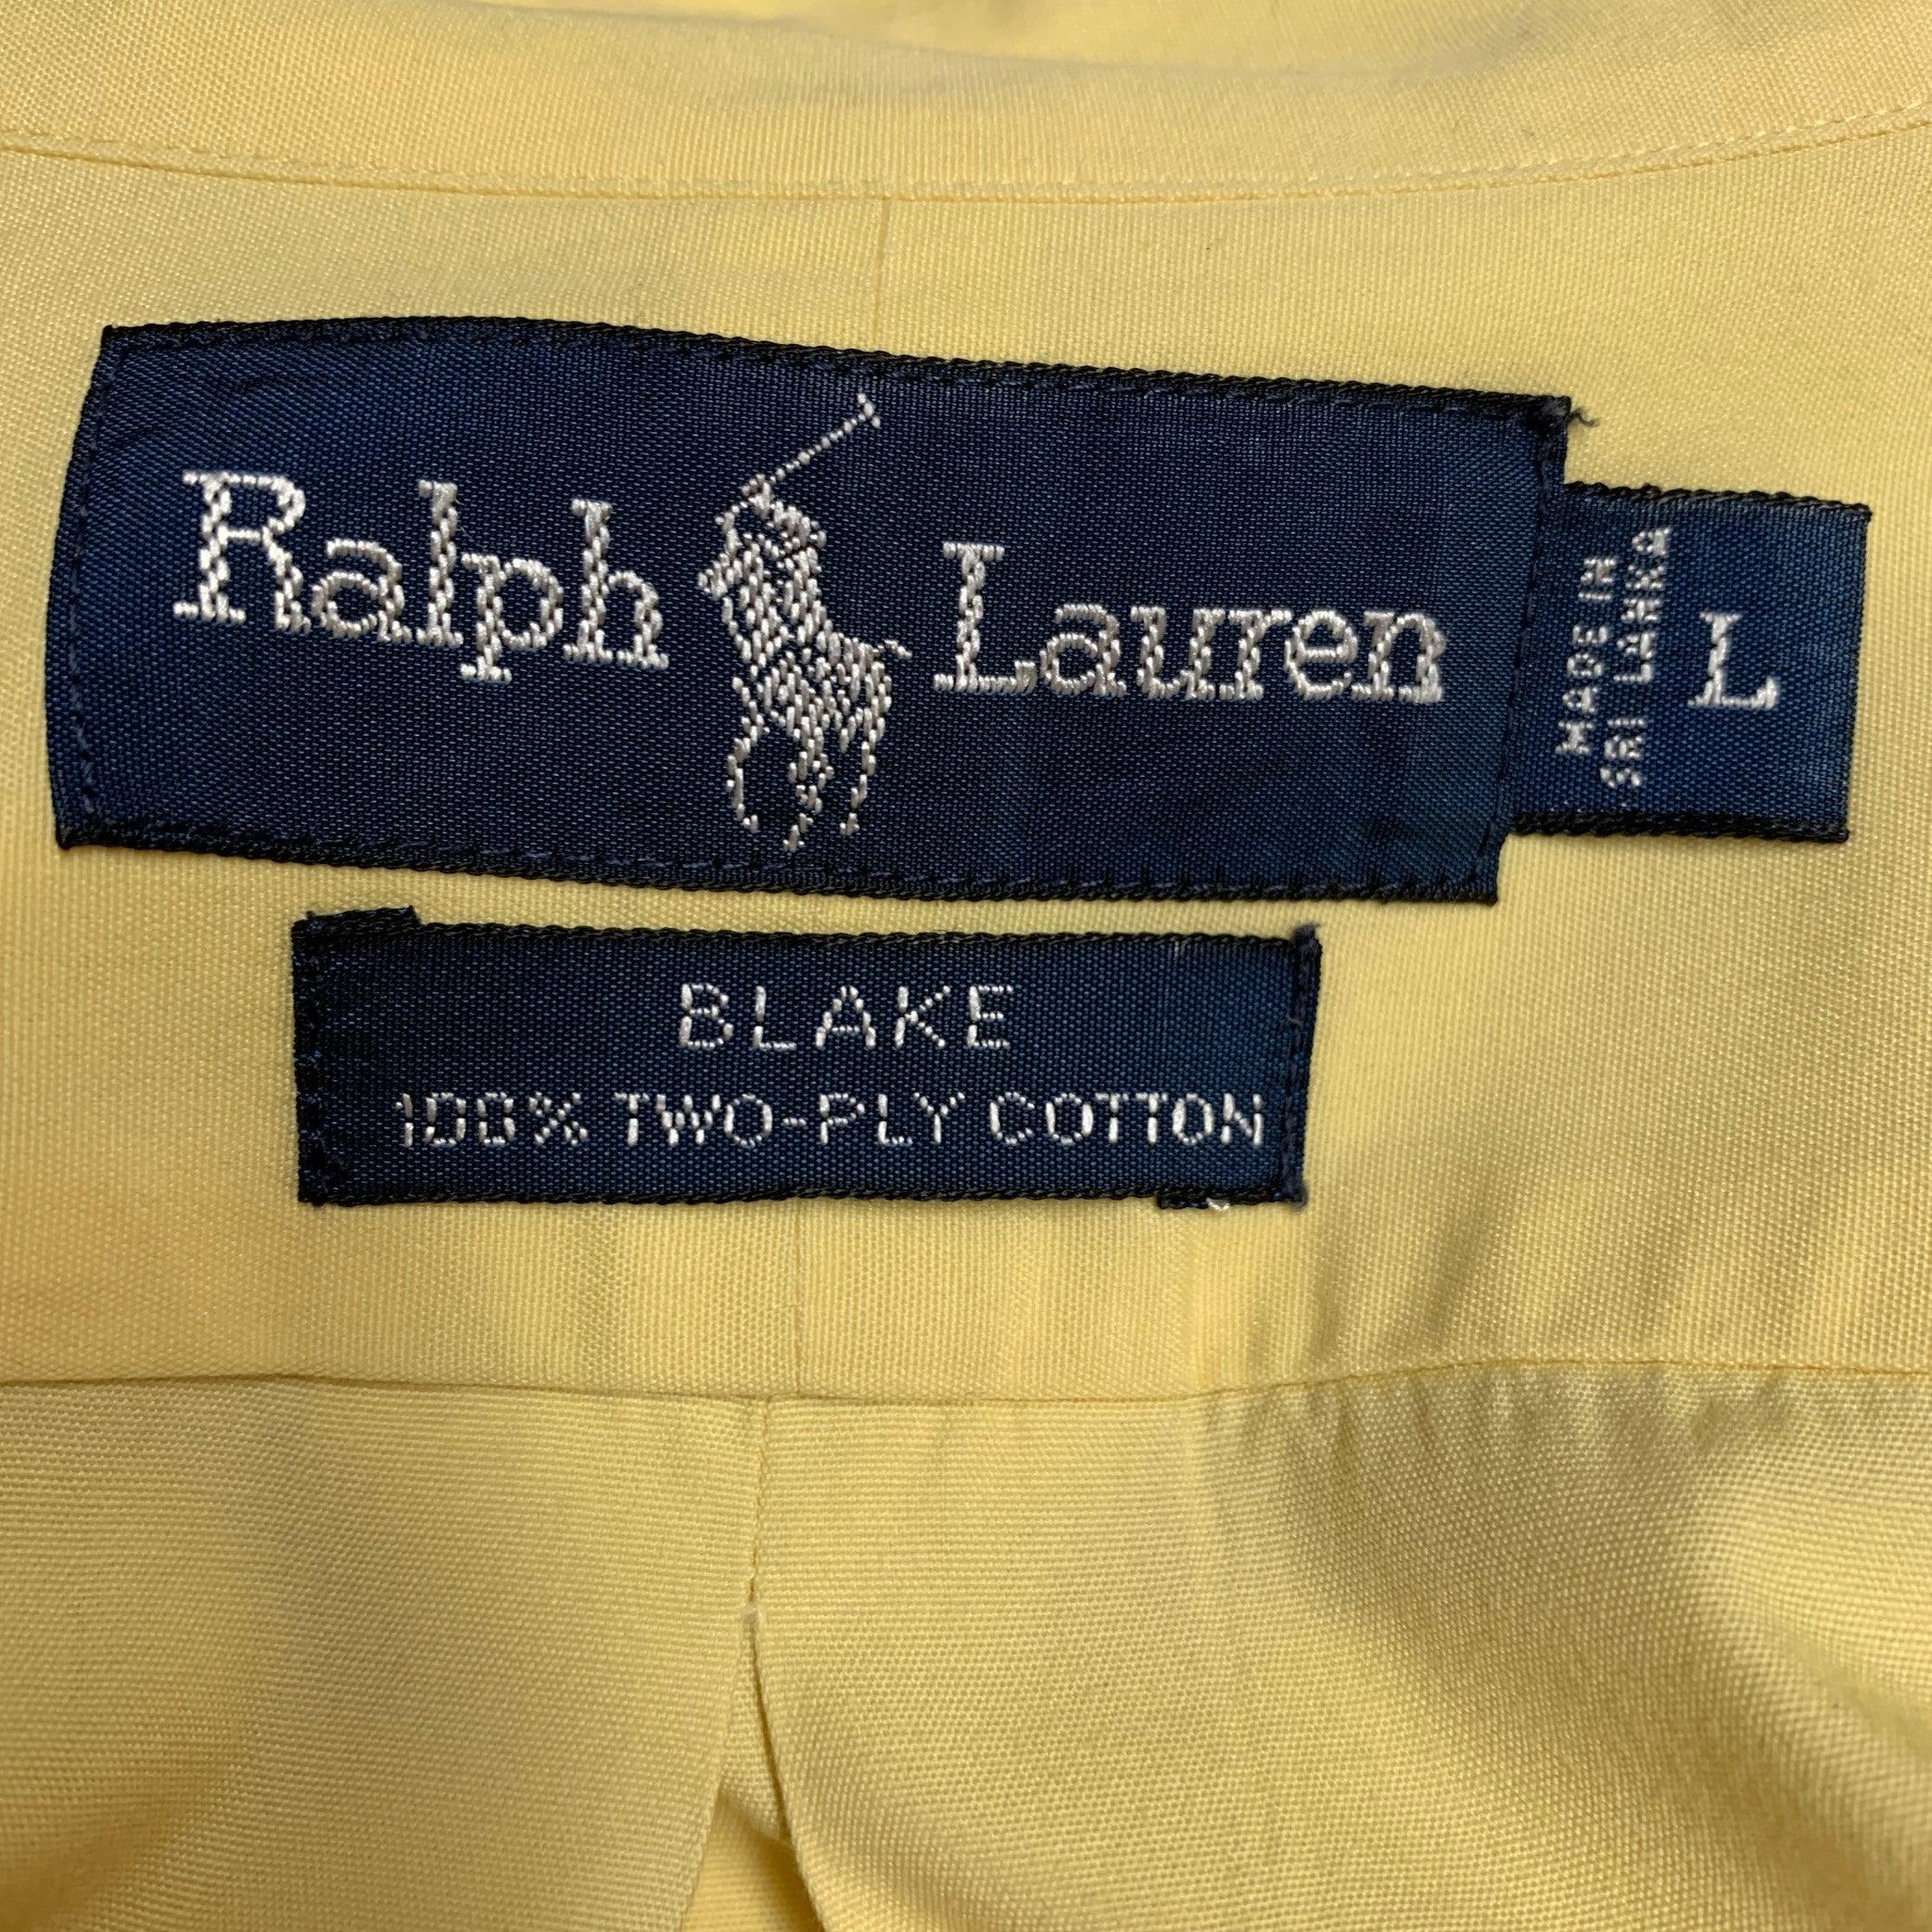 Ralph Lauren
MADE IN
SRI LANKA
L
BLAKE
100% TWO-PLY COTTON